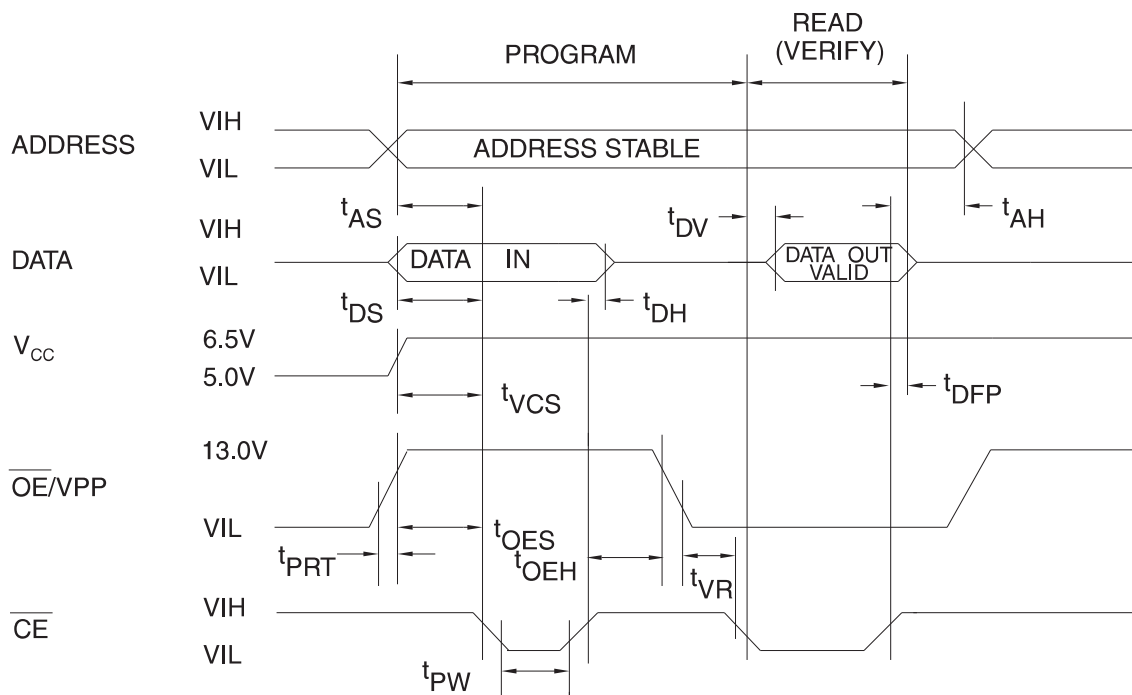 READ
(VERIFY)
PROGRAM
ADDRESS
VIH
VIL
ADDRESS STABLE
tAS
tDV
tAH
DATA
VIH
VIL
DATA IN
DATA OUT
VALID
tDS
tDH
VCC
6.5V
5.0V
tVCS
tDFP
OE/VPP
13.0V
VIL
tPRT
tOES
tOEH
tVR
CE
VIH
VIL
tPW